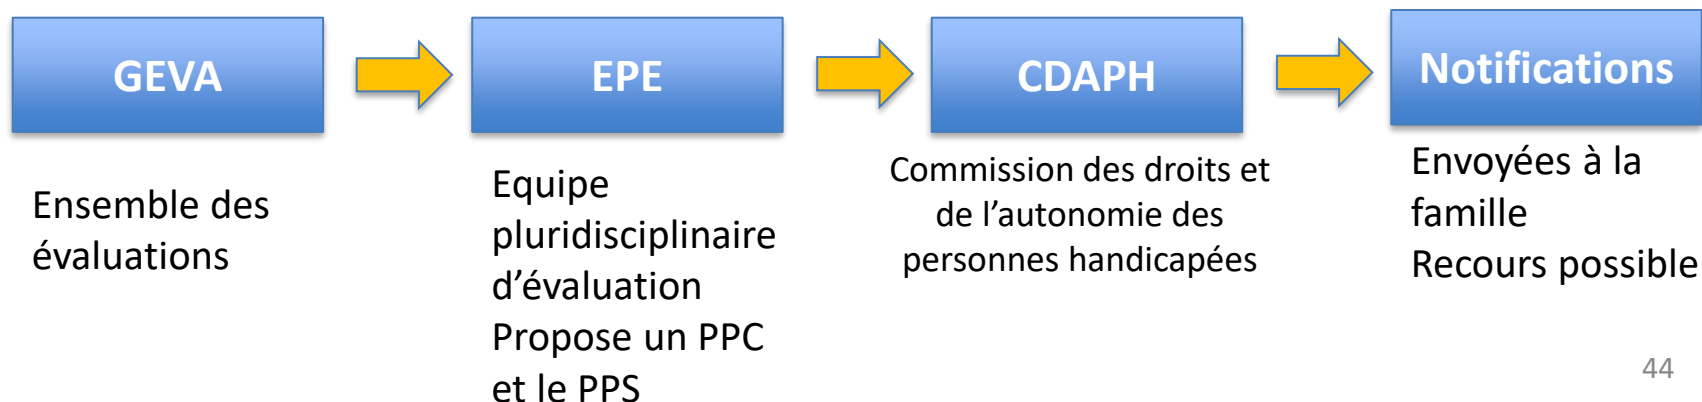 GEVA
EPE
CDAPH
Notifications
Ensemble des
évaluations
Equipe
pluridisciplinaire
d’évaluation
Propose un PPC
et le PPS
Commission des droits et
de l’autonomie des
personnes handicapées
Envoyées à la
famille
Recours possible
44